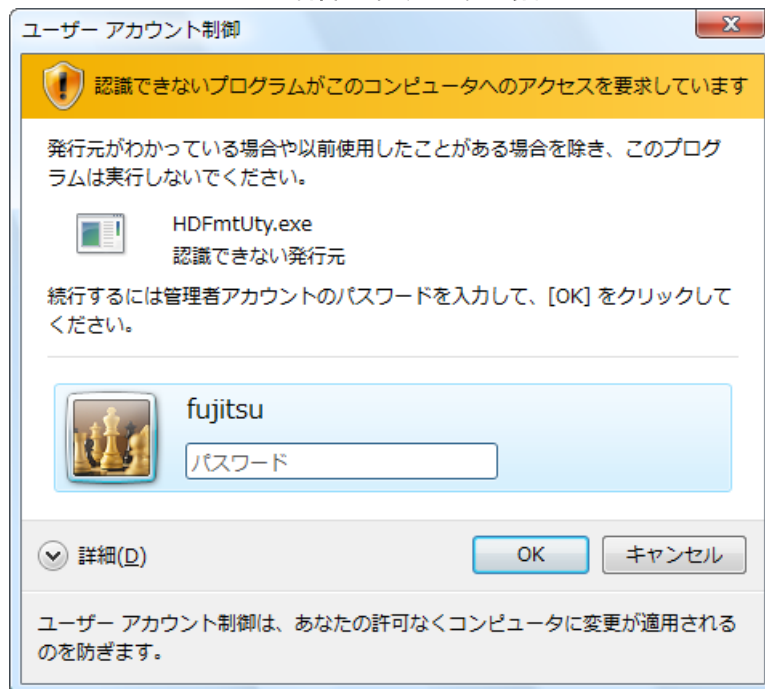 ユーザー アカウント制御
認識できないプログラムがこのコンピュータへのアクセスを要求しています
発行元がわかっている場合や以前使用したことがある場合を除き、このプログ
ラムは実行しないでください。
HDFmtUty.exe
認識できない発行元
続行するには管理者アカウントのパスワードを入力して、[OK] をクリックして
ください。
fujitsu
パスワード
詳細(D)
OK
キャンセル
ユーザー アカウント制御は、あなたの許可なくコンピュータに変更が適用される
のを防ぎます。